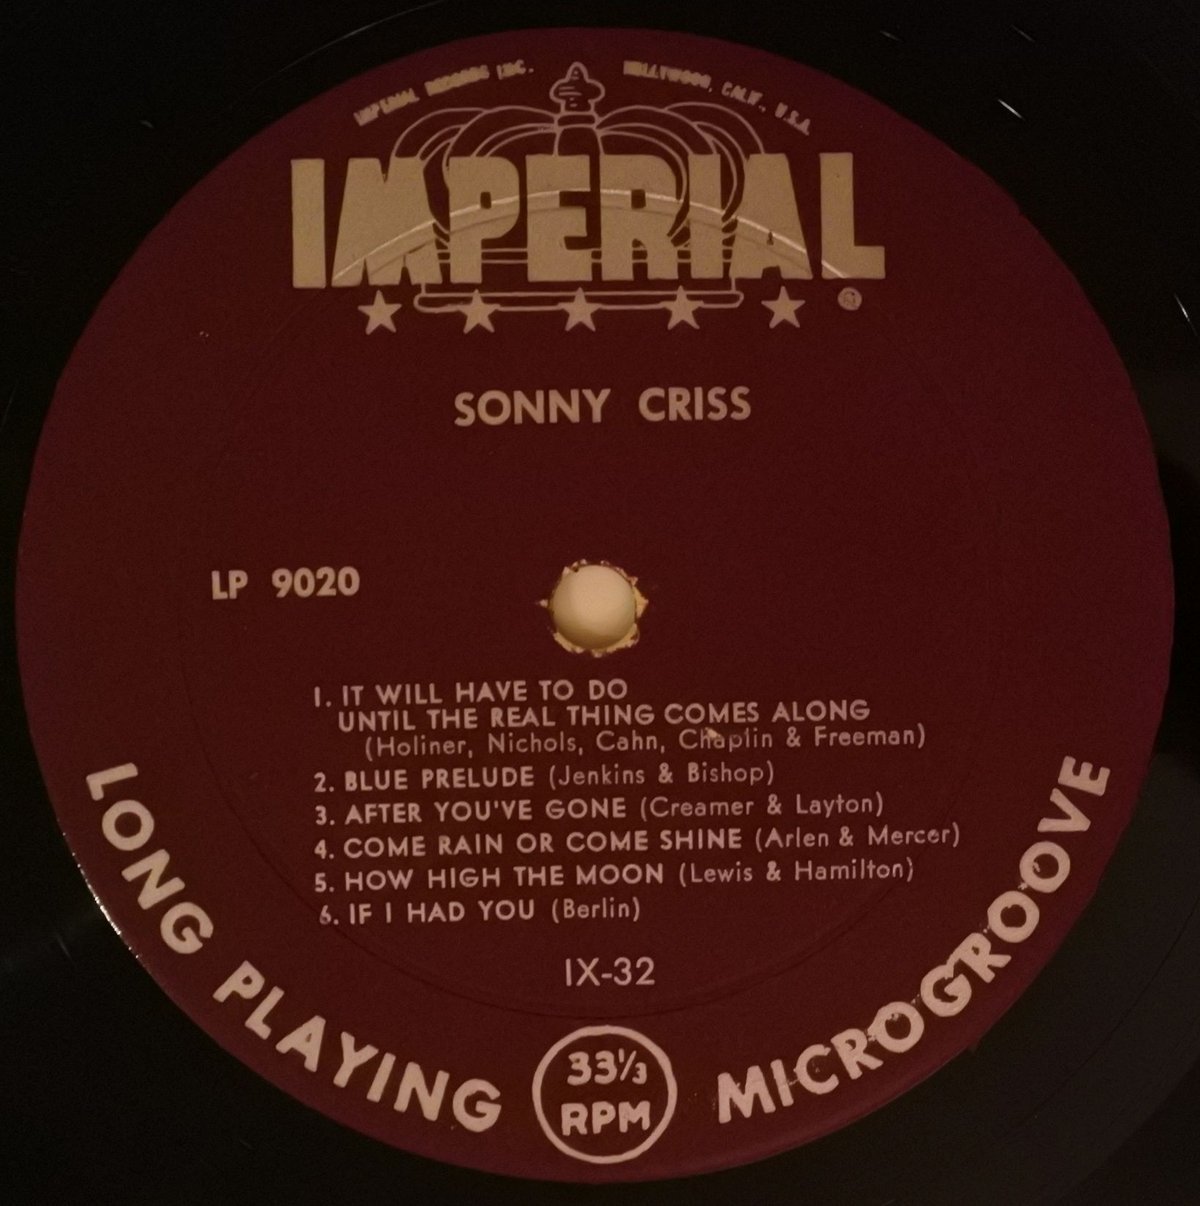 IMPERIAL RECORDS INC. HOLLYWOOD, CALIF., U.S.A.
IMPERIAL
®
SONNY CRISS
LP 9020
1. IT WILL HAVE TO DO
UNTIL THE REAL THING COMES ALONG
(Holiner, Nichols, Cahn, Chaplin & Freeman)
2. BLUE PRELUDE (Jenkins & Bishop)
3. AFTER YOU'VE GONE (Creamer & Layton)
4. COME RAIN OR COME SHINE (Arlen & Mercer)
5. HOW HIGH THE MOON (Lewis & Hamilton)
6. IF I HAD YOU (Berlin)
IX-32
LONG PLAYING
33⅓
RPM
MICROGROOVE